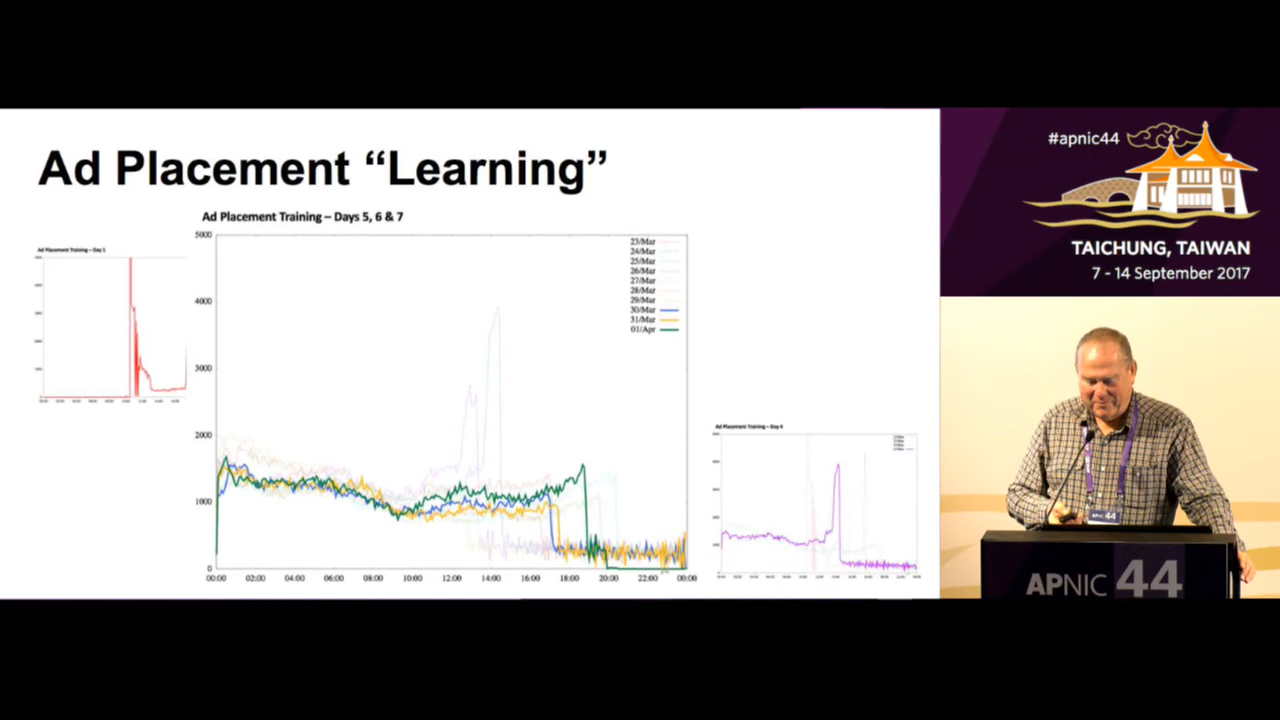 Ad Placement “Learning”
Ad Placement Training – Days 5, 6 & 7
5000
4000
3000
2000
1000
0
00:00 02:00 04:00 06:00 08:00 10:00 12:00 14:00 16:00 18:00 20:00 22:00 00:00
23/Mar
24/Mar
25/Mar
26/Mar
27/Mar
28/Mar
29/Mar
30/Mar
31/Mar
01/Apr
Ad Placement Training – Day 1
Ad Placement Training – Day 4
#apnic44
TAICHUNG, TAIWAN
7 - 14 September 2017
APNIC 44
APNIC 44